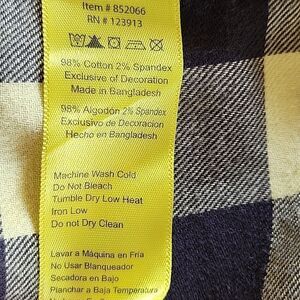 Item # 852066
RN # 123913
98% Cotton 2% Spandex
Exclusive of Decoration
Made in Bangladesh
98% Algodón 2% Spandex
Exclusivo de Decoracion
Hecho en Bangladesh
Machine Wash Cold
Do Not Bleach
Tumble Dry Low Heat
Iron Low
Do not Dry Clean
Lavar a Máquina en Fría
No Usar Blanqueador
Secadora en Bajo
Planchar a Baja Temperatura